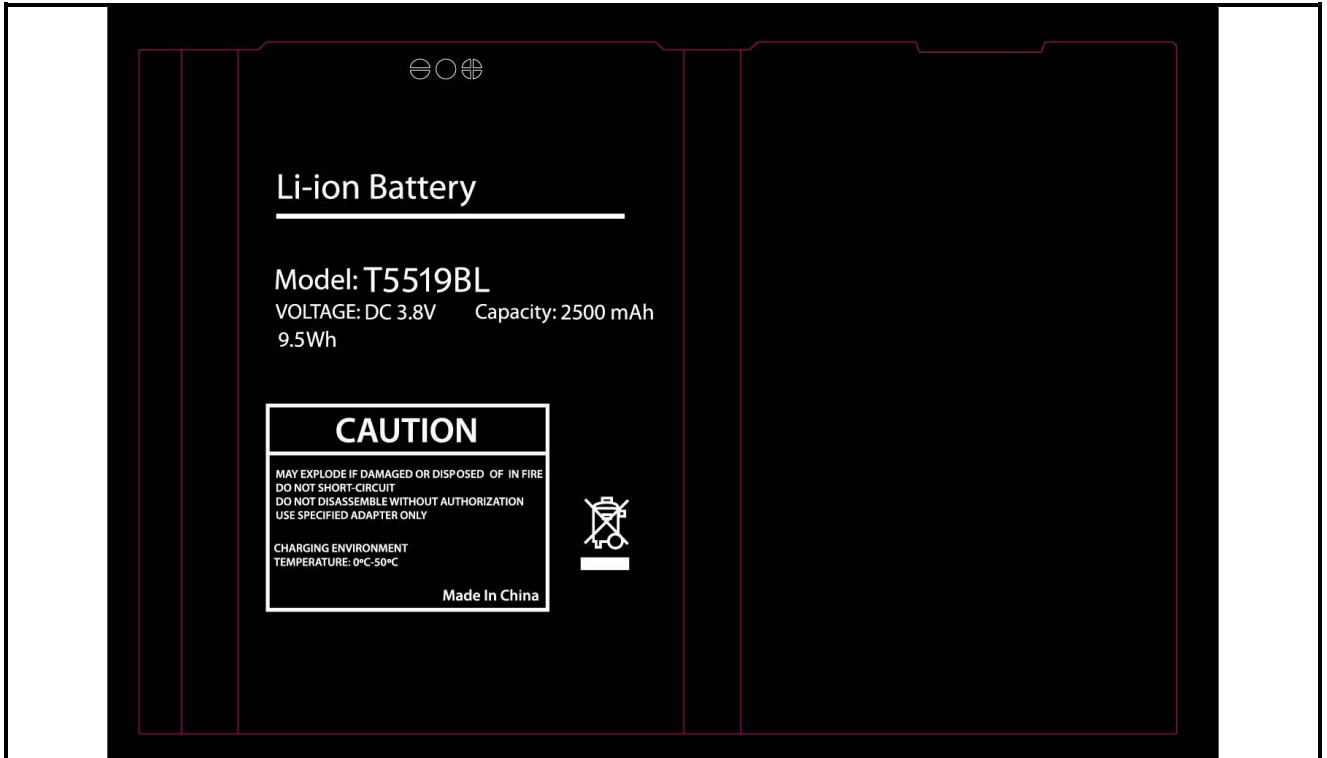 Li-ion Battery
Model: T5519BL
VOLTAGE: DC 3.8V Capacity: 2500 mAh
9.5Wh
CAUTION
MAY EXPLODE IF DAMAGED OR DISPOSED OF IN FIRE
DO NOT SHORT-CIRCUIT
DO NOT DISASSEMBLE WITHOUT AUTHORIZATION
USE SPECIFIED ADAPTER ONLY
CHARGING ENVIRONMENT
TEMPERATURE: 0ºC-50ºC
Made In China